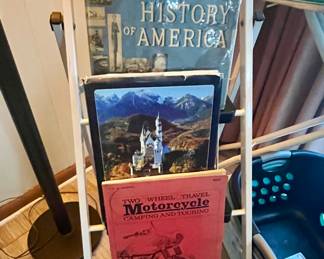 HISTORY
OF AMERICA
TWO WHEEL TRAVEL
Motorcycle
CAMPING AND TOURING